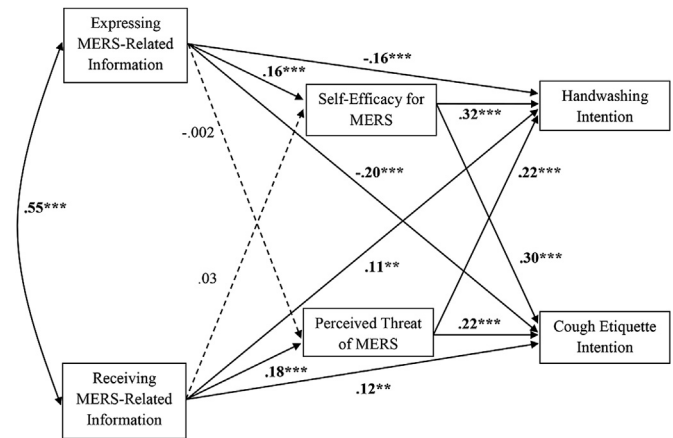 Expressing
MERS-Related
Information
-.16***
.16***
Self-Efficacy for
MERS
Handwashing
Intention
.32***
-.002
-.20***
.22***
.55***
.03
.11**
.30***
Perceived Threat
of MERS
.22***
Cough Etiquette
Intention
.18***
.12**
Receiving
MERS-Related
Information